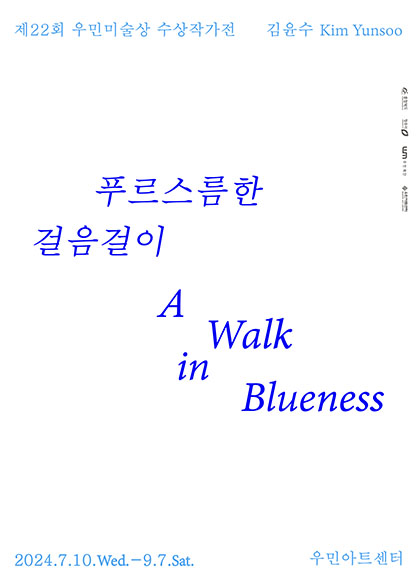 제22회 우민미술상 수상작가전 김윤수 Kim Yunsoo
푸르스름한
걸음걸이
A
Walk
in
Blueness
2024.7.10.Wed.–9.7.Sat. 우민아트센터